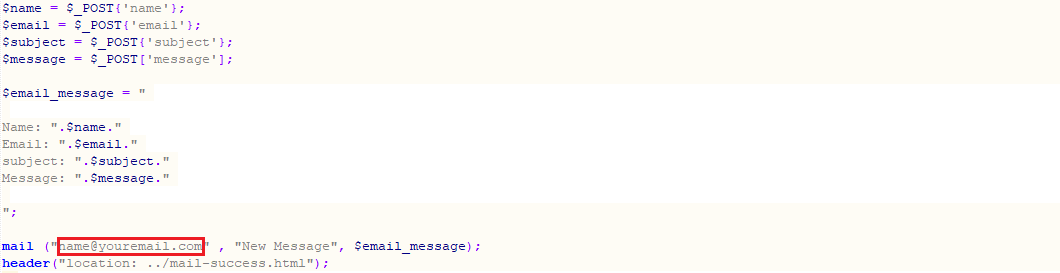 $name = $_POST{'name'};
$email = $_POST{'email'};
$subject = $_POST{'subject'};
$message = $_POST['message'];
$email_message = "
Name: ".$name."
Email: ".$email."
subject: ".$subject."
Message: ".$message."
";
mail ("name@youremail.com" , "New Message", $email_message);
header("location: ../mail-success.html");